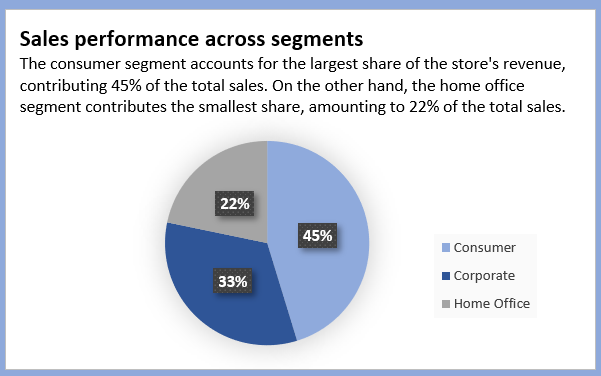 Sales performance across segments
The consumer segment accounts for the largest share of the store's revenue,
contributing 45% of the total sales. On the other hand, the home office
segment contributes the smallest share, amounting to 22% of the total sales.
22%
45%
33%
Consumer
Corporate
Home Office